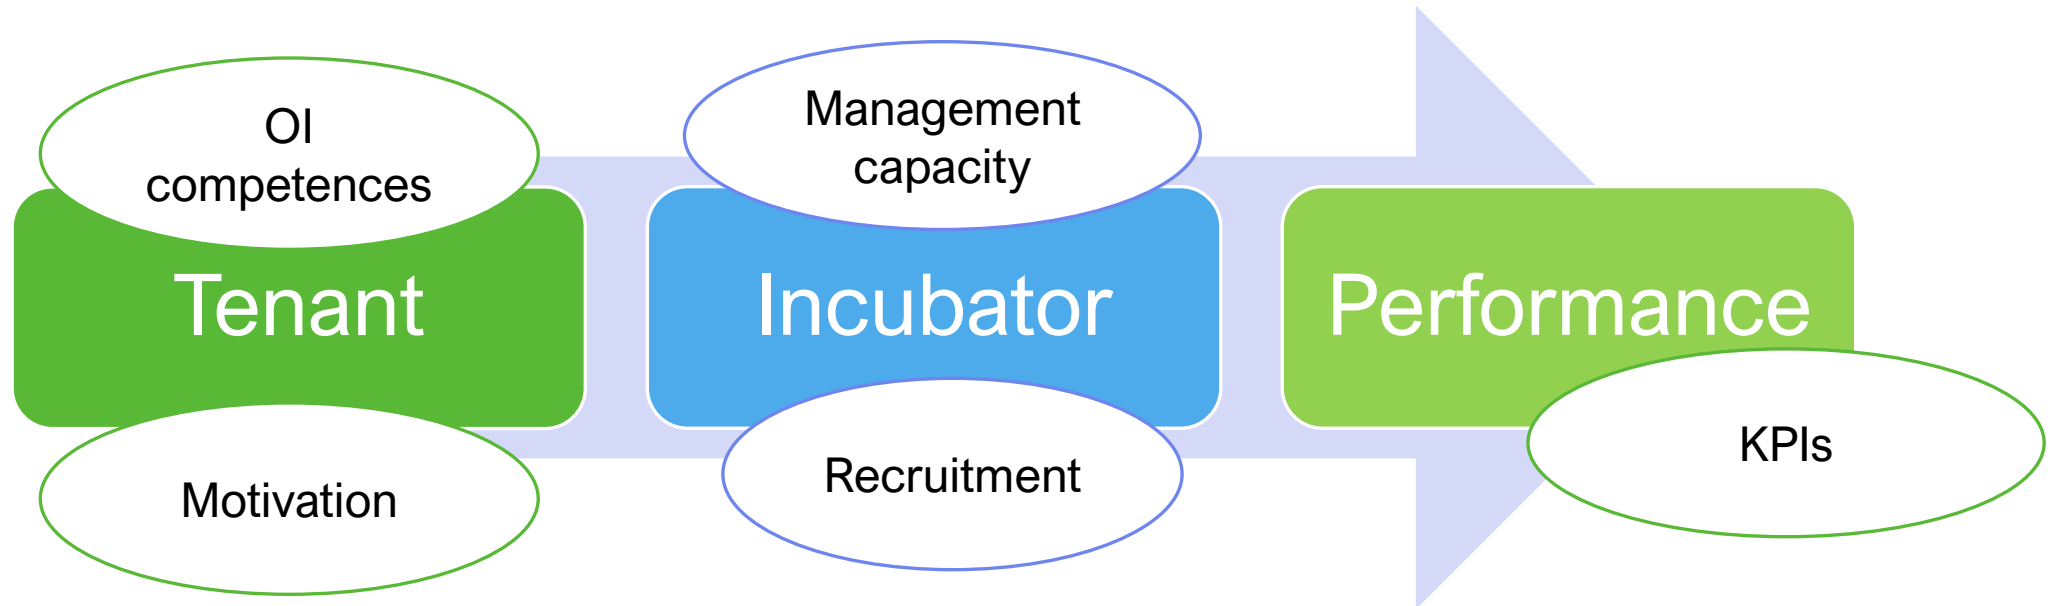 OI
competences
Tenant
Motivation
Management
capacity
Incubator
Recruitment
Performance
KPIs